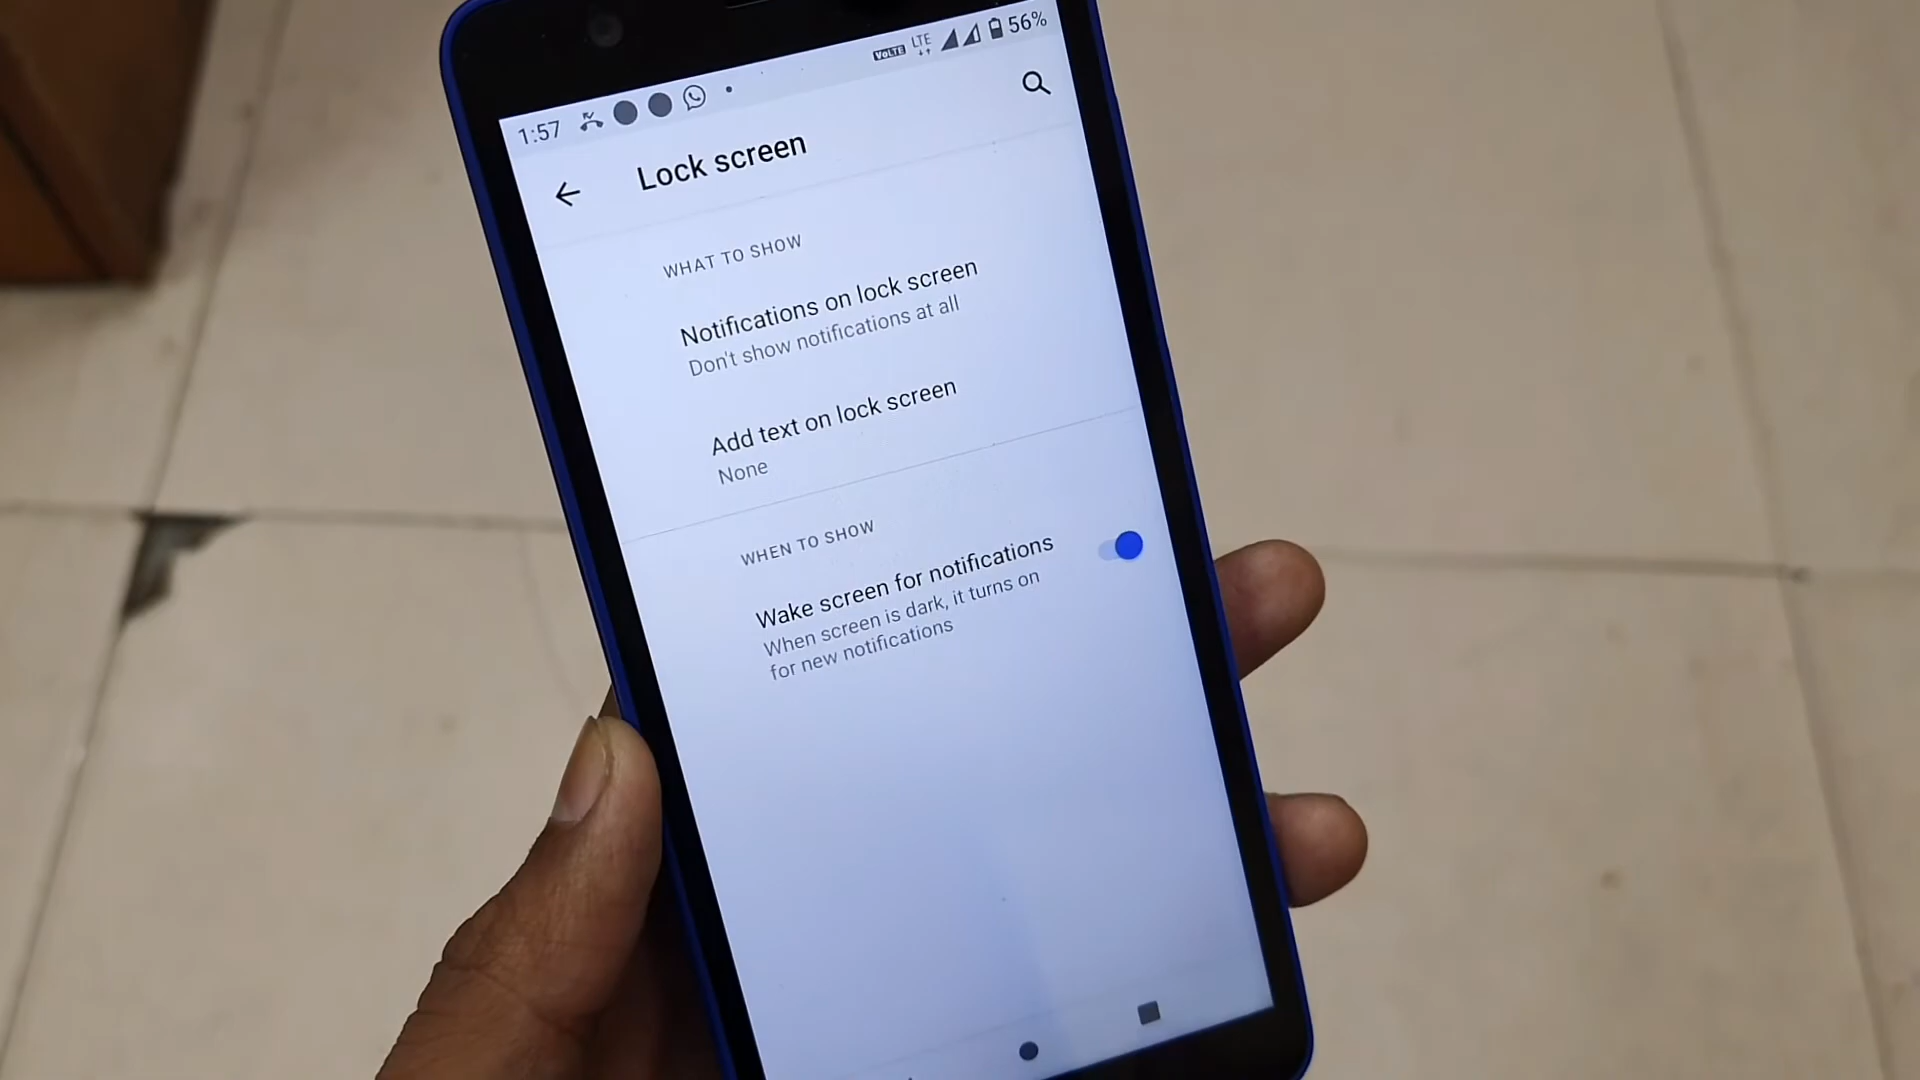 1:57 VoLTE LTE 56%
Lock screen
WHAT TO SHOW
Notifications on lock screen
Don't show notifications at all
Add text on lock screen
None
WHEN TO SHOW
Wake screen for notifications
When screen is dark, it turns on
for new notifications